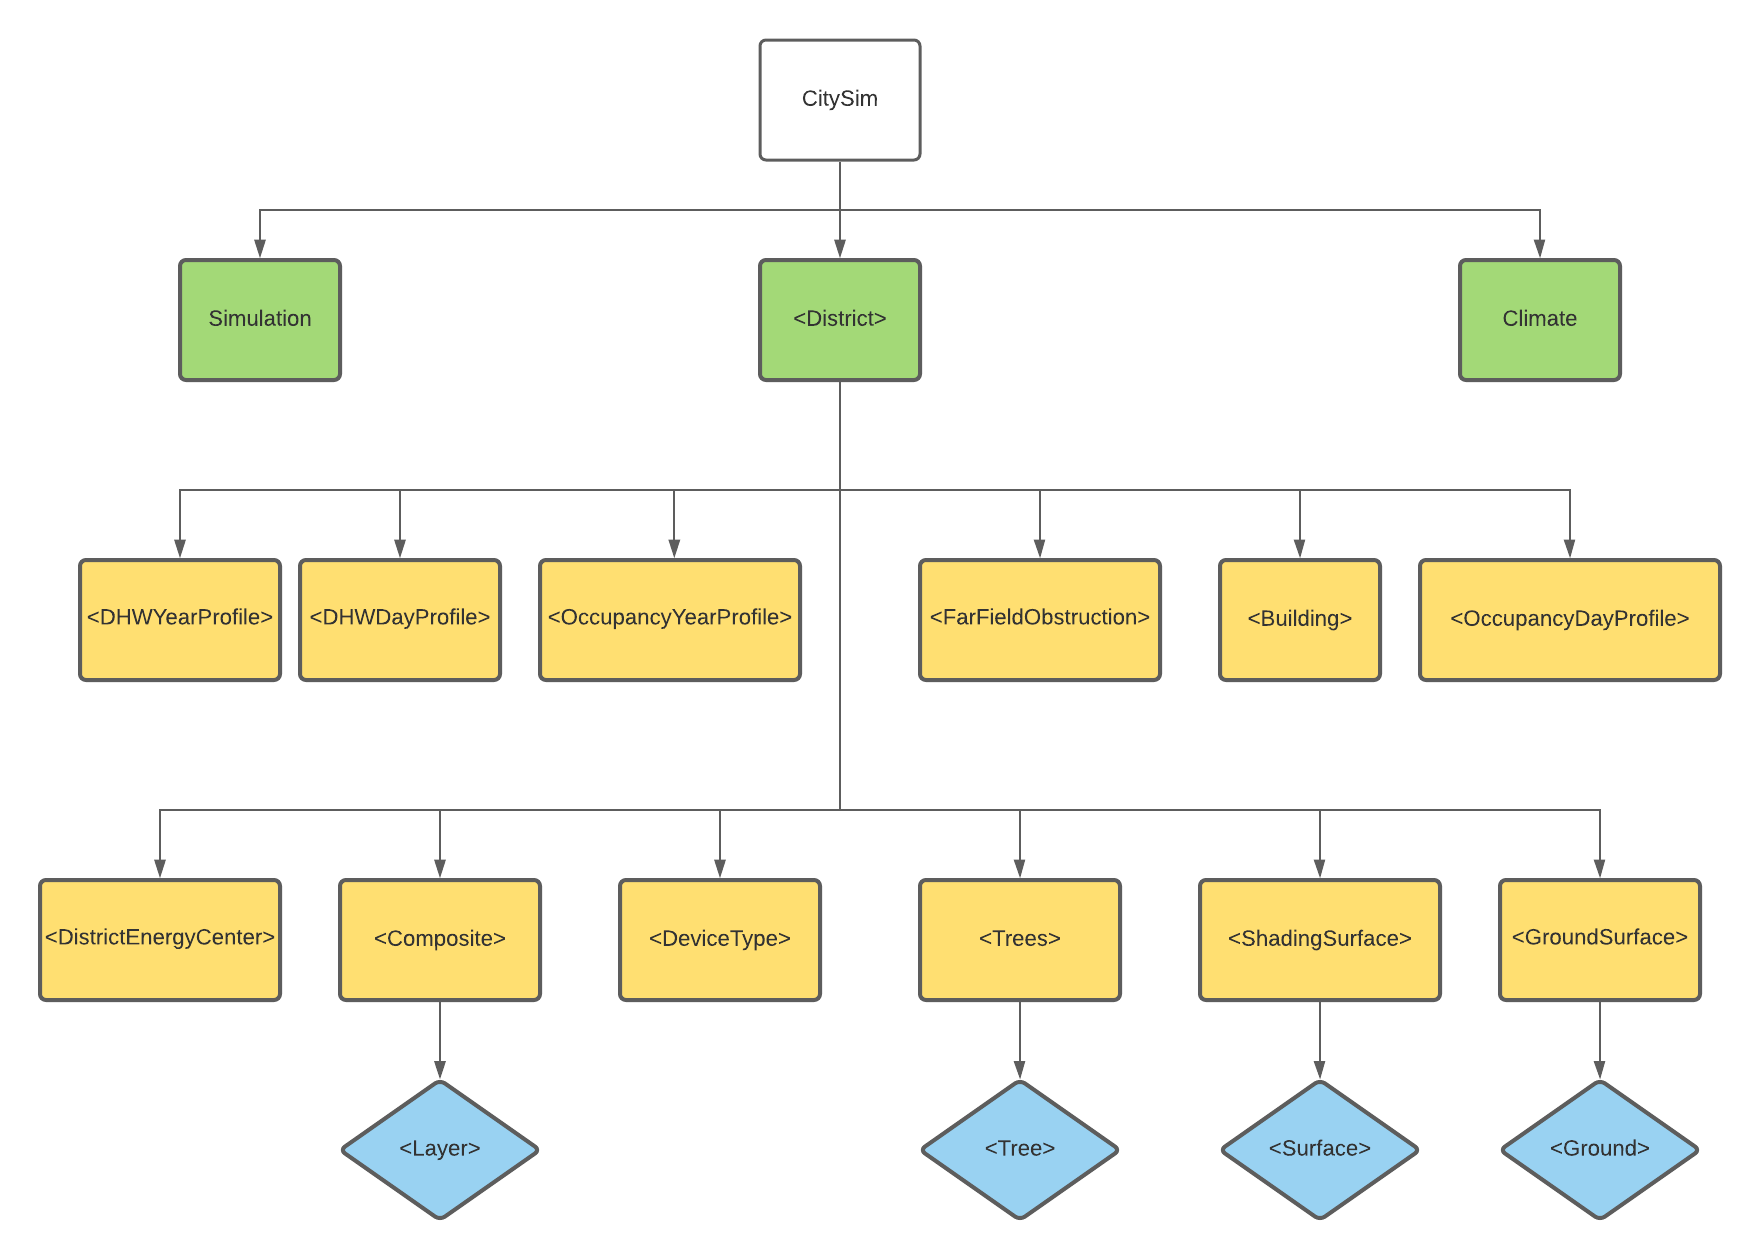 CitySim
Simulation
<District>
Climate
<DHWYearProfile>
<DHWDayProfile>
<OccupancyYearProfile>
<FarFieldObstruction>
<Building>
<OccupancyDayProfile>
<DistrictEnergyCenter>
<Composite>
<DeviceType>
<Trees>
<ShadingSurface>
<GroundSurface>
<Layer>
<Tree>
<Surface>
<Ground>